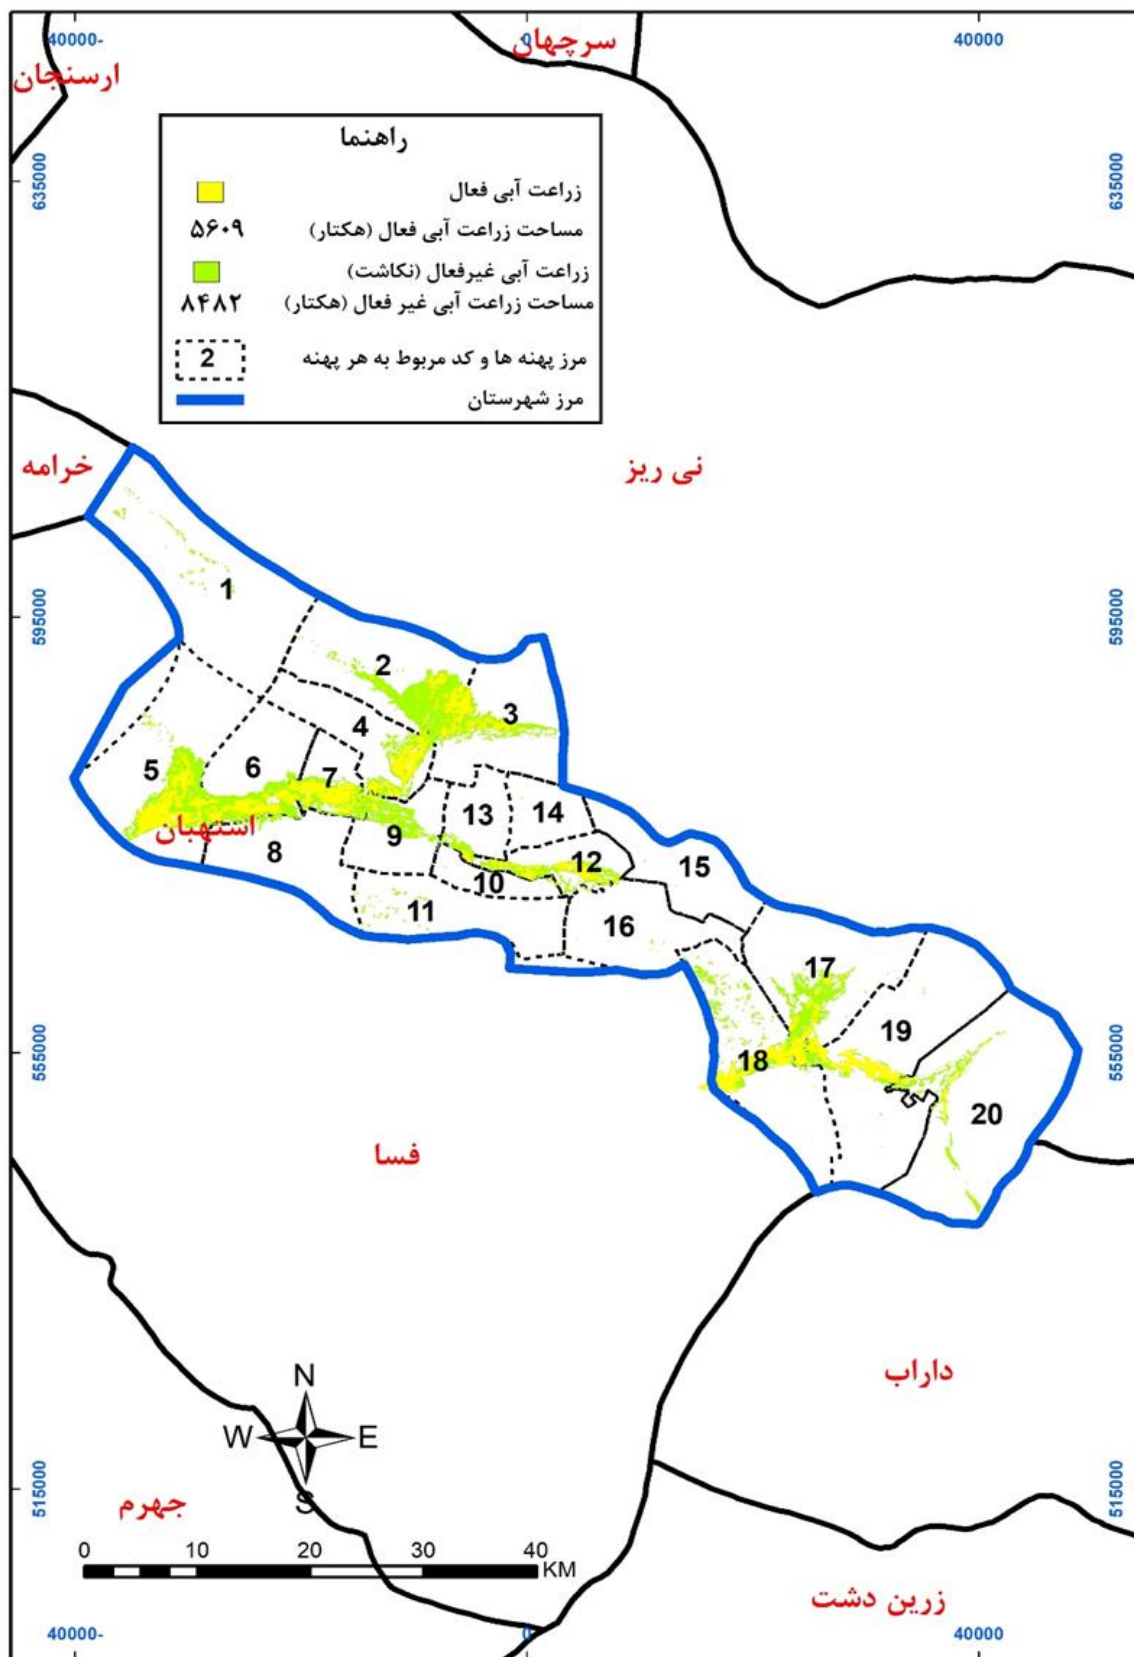 40000-
0
40000
سرچهان
ارسنجان
راهنما
زراعت آبی فعال
مساحت زراعت آبی فعال (هکتار) ۵۶۰۹
زراعت آبی غیرفعال (نکاشت)
مساحت زراعت آبی غیر فعال (هکتار) ۸۴۸۲
مرز پهنه ها و کد مربوط به هر پهنه 2
مرز شهرستان
635000
635000
خرامه
نی ریز
1
595000
595000
2
3
4
5
6
7
استهبان
8
9
13
14
12
10
11
15
16
17
18
19
20
555000
555000
فسا
داراب
N
W
E
S
جهرم
515000
515000
0 10 20 30 40
KM
زرین دشت
40000-
0
40000